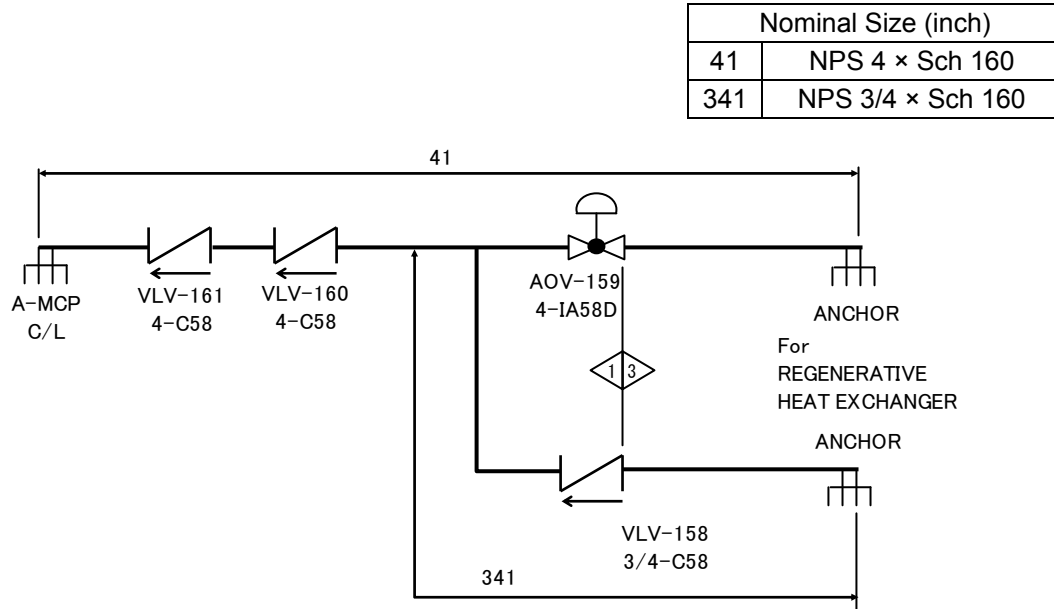 Nominal Size (inch)
41 NPS 4 × Sch 160
341 NPS 3/4 × Sch 160
41
A-MCP
C/L
VLV-161
4-C58
VLV-160
4-C58
AOV-159
4-IA58D
ANCHOR
For
REGENERATIVE
HEAT EXCHANGER
1 3
ANCHOR
VLV-158
3/4-C58
341